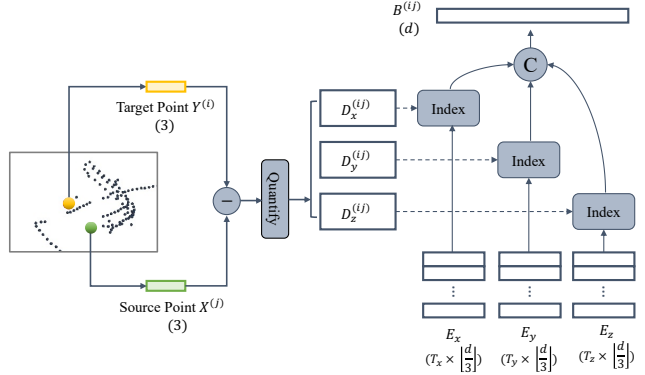 B^(ij)
(d)
C
Target Point Y^(i)
(3)
D_x^(ij)
Index
D_y^(ij)
Index
−
Quantify
D_z^(ij)
Index
Source Point X^(j)
(3)
⋮ ⋮ ⋮
E_x E_y E_z
(T_x × ⌊d/3⌋) (T_y × ⌊d/3⌋) (T_z × ⌊d/3⌋)